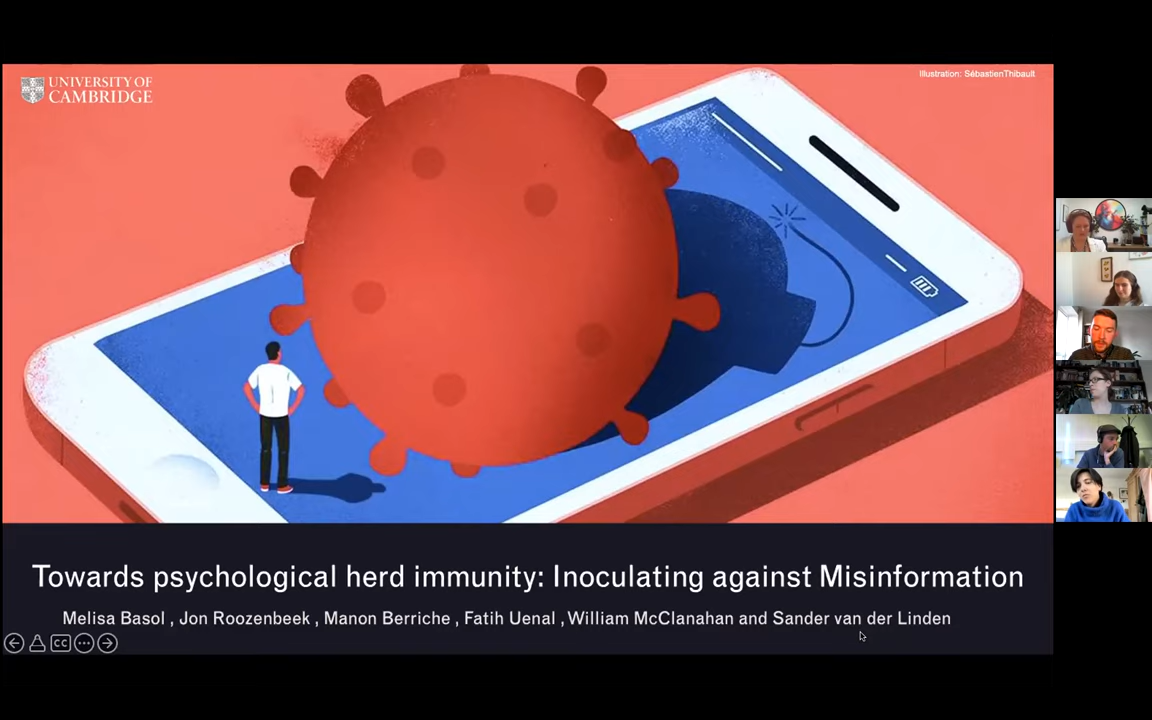 UNIVERSITY OF
CAMBRIDGE
Illustration: SébastienThibault
Towards psychological herd immunity: Inoculating against Misinformation
Melisa Basol , Jon Roozenbeek , Manon Berriche , Fatih Uenal , William McClanahan and Sander van der Linden
CC